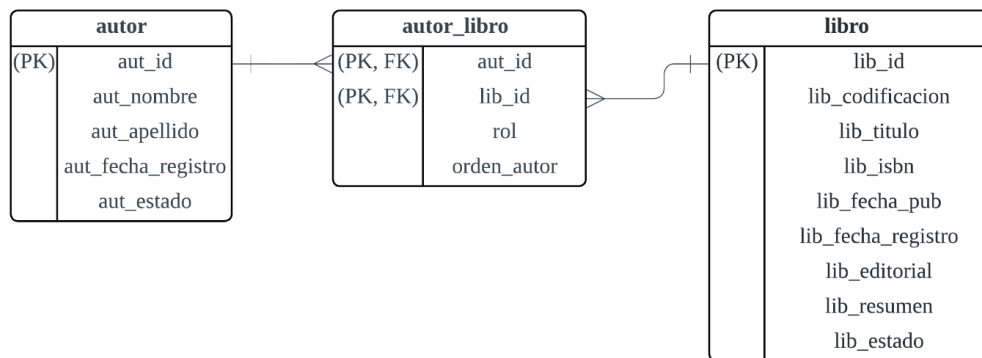 autor
(PK) aut_id
aut_nombre
aut_apellido
aut_fecha_registro
aut_estado
autor_libro
(PK, FK) aut_id
(PK, FK) lib_id
rol
orden_autor
libro
(PK) lib_id
lib_codificacion
lib_titulo
lib_isbn
lib_fecha_pub
lib_fecha_registro
lib_editorial
lib_resumen
lib_estado